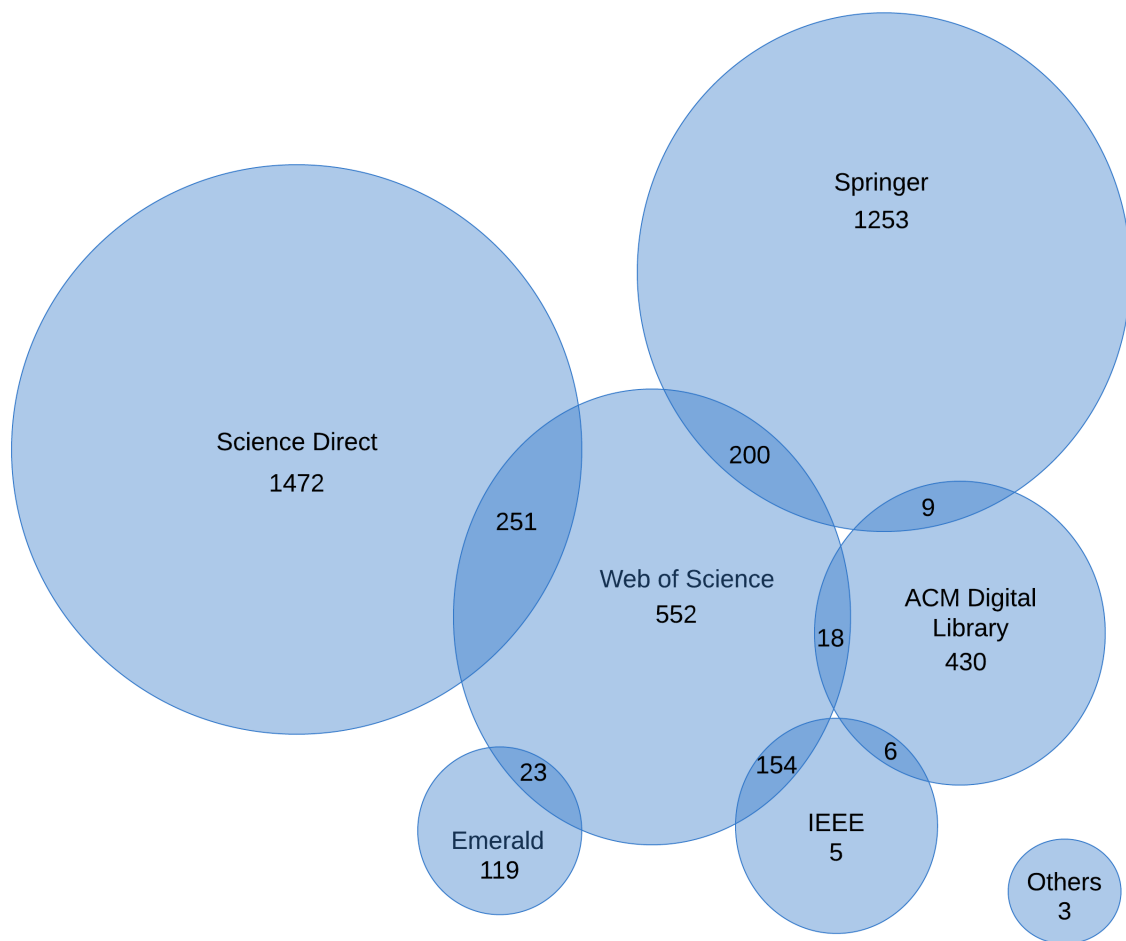 Springer
1253
Science Direct
1472
200
251
9
Web of Science
552
ACM Digital
Library
430
18
154
6
23
IEEE
5
Emerald
119
Others
3